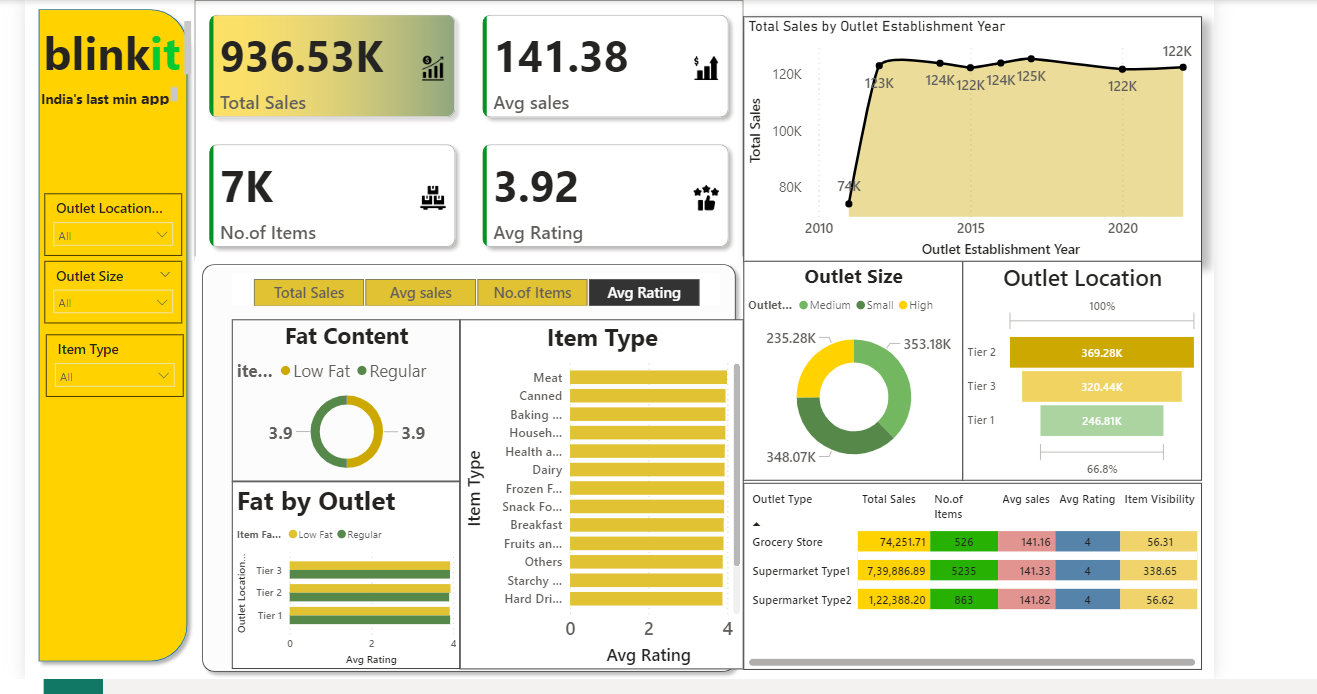 blinkit
India's last min app
Outlet Location...
All
Outlet Size
All
Item Type
All
936.53K
Total Sales
141.38
Avg sales
7K
No.of Items
3.92
Avg Rating
Total Sales by Outlet Establishment Year
Total Sales
120K
100K
80K
74K
123K
124K
122K
124K
125K
122K
122K
2010
2015
2020
Outlet Establishment Year
Total Sales
Avg sales
No.of Items
Avg Rating
Fat Content
ite... Low Fat Regular
3.9
3.9
Fat by Outlet
Item Fa... Low Fat Regular
Outlet Location...
Tier 3
Tier 2
Tier 1
0 2 4
Avg Rating
Item Type
Item Type
Meat
Canned
Baking ...
Househ...
Health a...
Dairy
Frozen F...
Snack Fo...
Breakfast
Fruits an...
Others
Starchy ...
Hard Dri...
0 2 4
Avg Rating
Outlet Size
Outlet... Medium Small High
235.28K
353.18K
348.07K
Outlet Location
100%
Tier 2 369.28K
Tier 3 320.44K
Tier 1 246.81K
66.8%
Outlet Type Total Sales No.of Items Avg sales Avg Rating Item Visibility
Grocery Store 74,251.71 526 141.16 4 56.31
Supermarket Type1 7,39,886.89 5235 141.33 4 338.65
Supermarket Type2 1,22,388.20 863 141.82 4 56.62